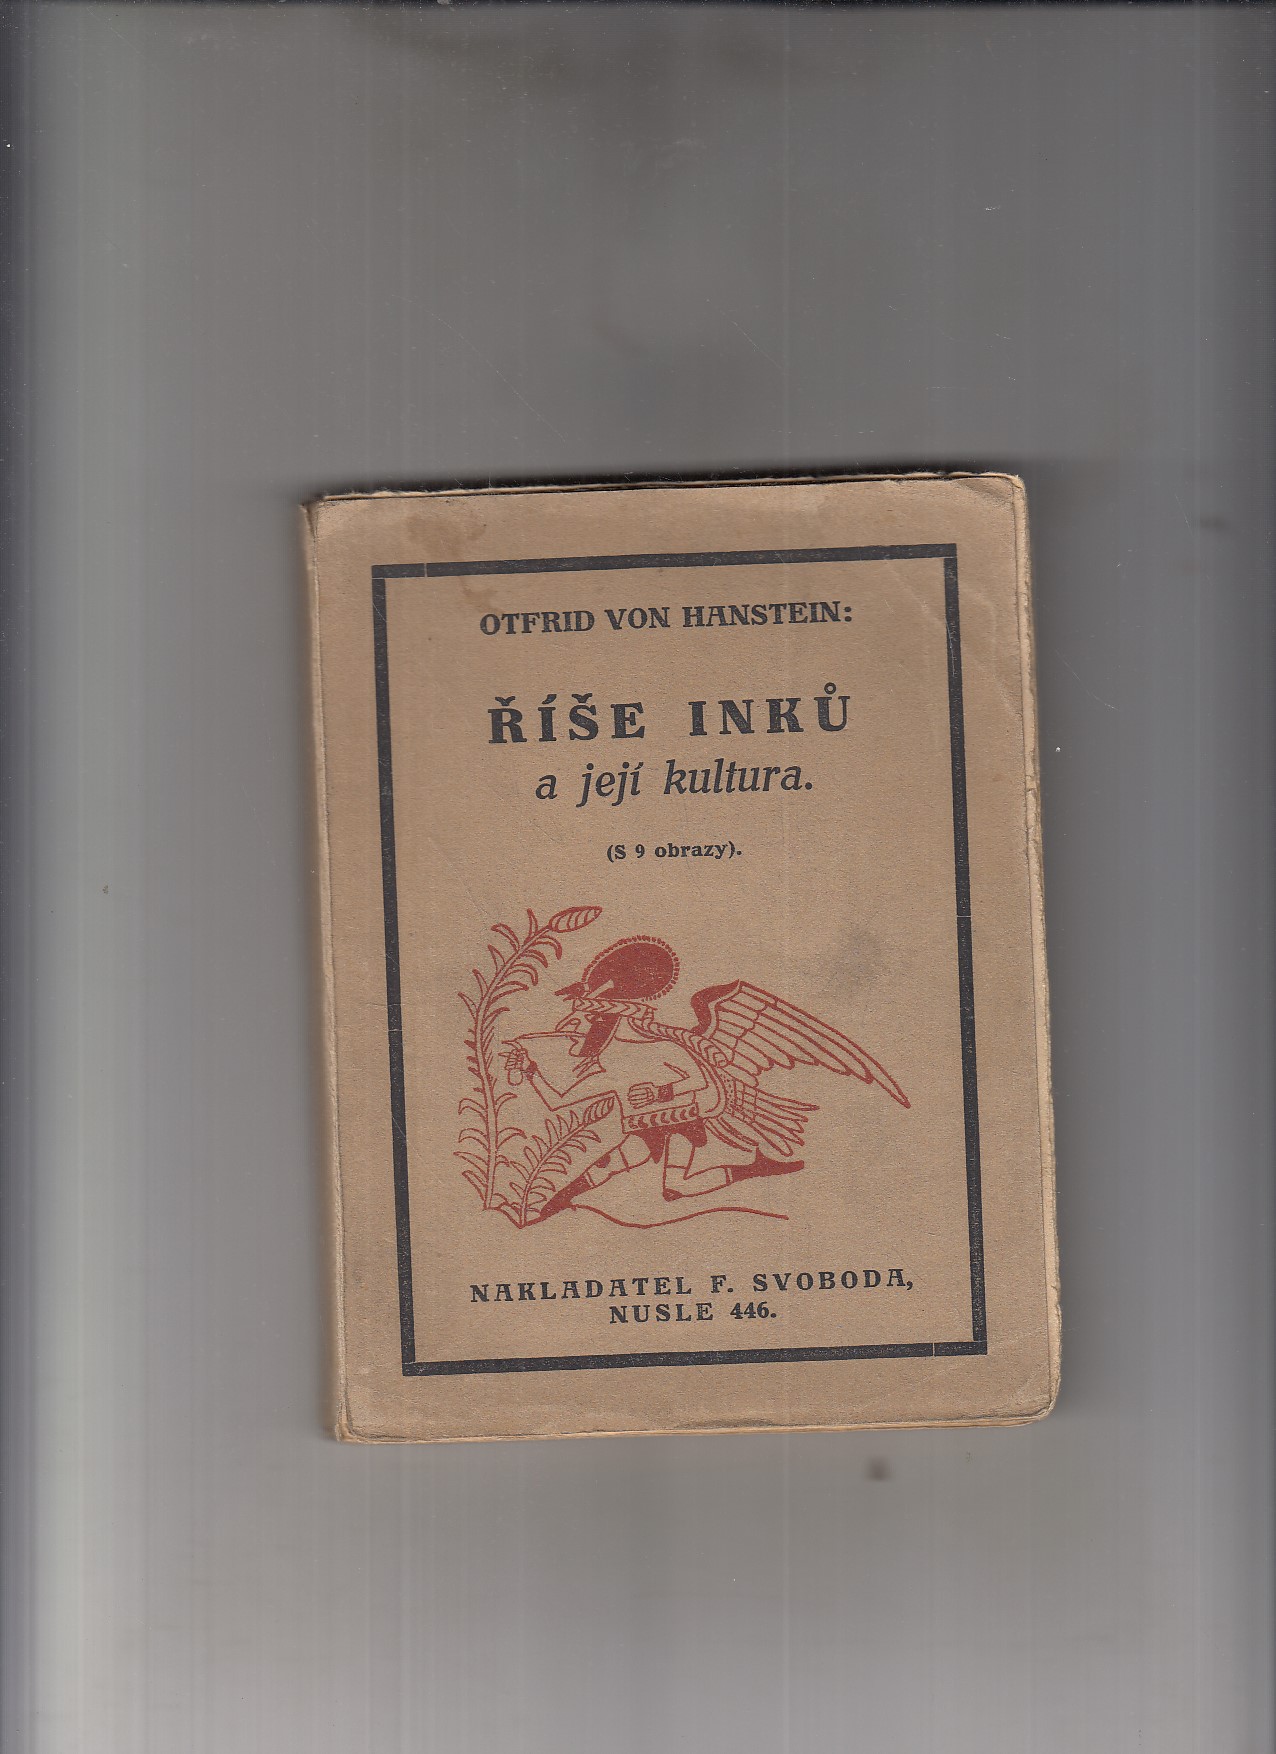 OTFRID VON HANSTEIN:
ŘÍŠE INKŮ
a její kultura.
(S 9 obrazy).
NAKLADATEL F. SVOBODA,
NUSLE 446.